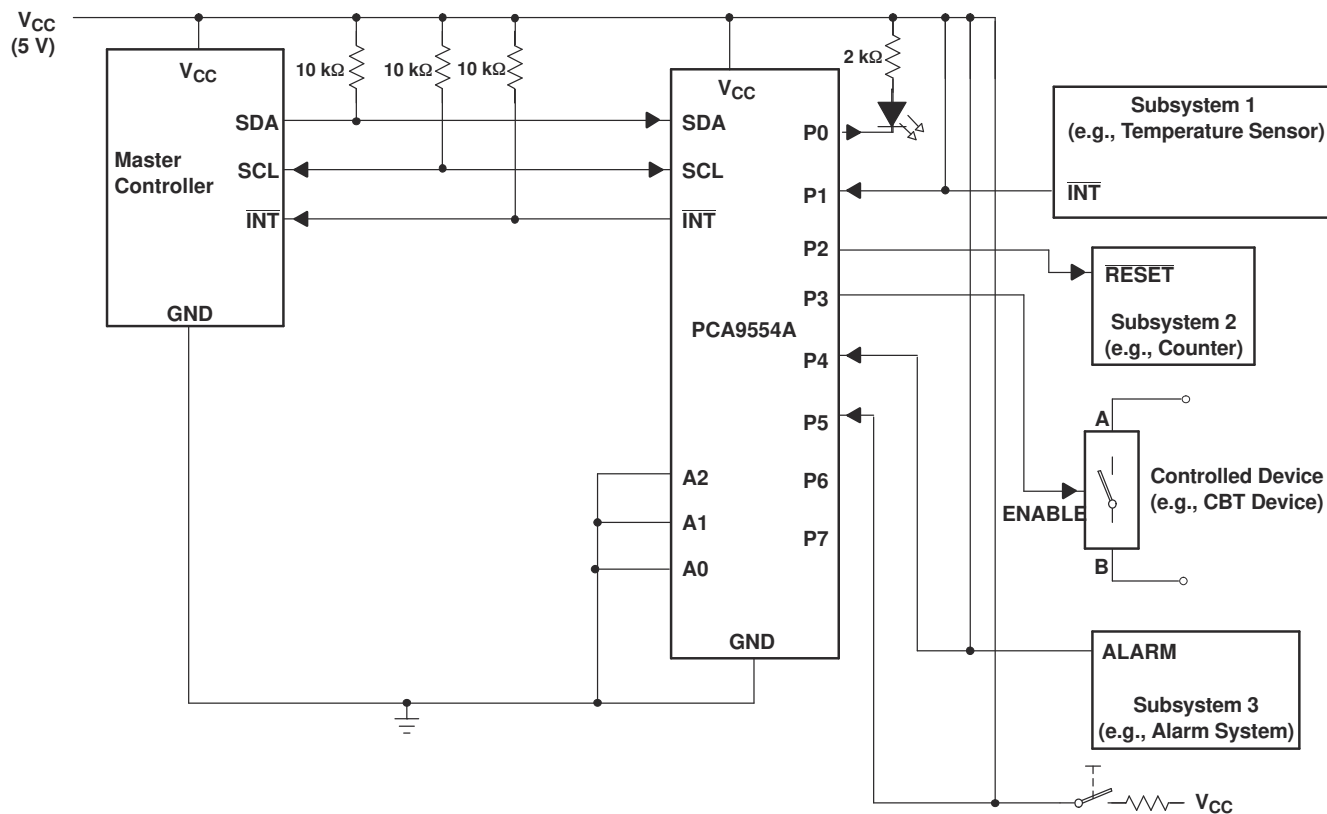 VCC
(5 V)
VCC
SDA
Master
Controller
SCL
INT
GND
10 kΩ
10 kΩ
10 kΩ
VCC
SDA
SCL
INT
PCA9554A
A2
A1
A0
GND
P0
P1
P2
P3
P4
P5
P6
P7
2 kΩ
Subsystem 1
(e.g., Temperature Sensor)
INT
RESET
Subsystem 2
(e.g., Counter)
A
ENABLE
B
Controlled Device
(e.g., CBT Device)
ALARM
Subsystem 3
(e.g., Alarm System)
VCC